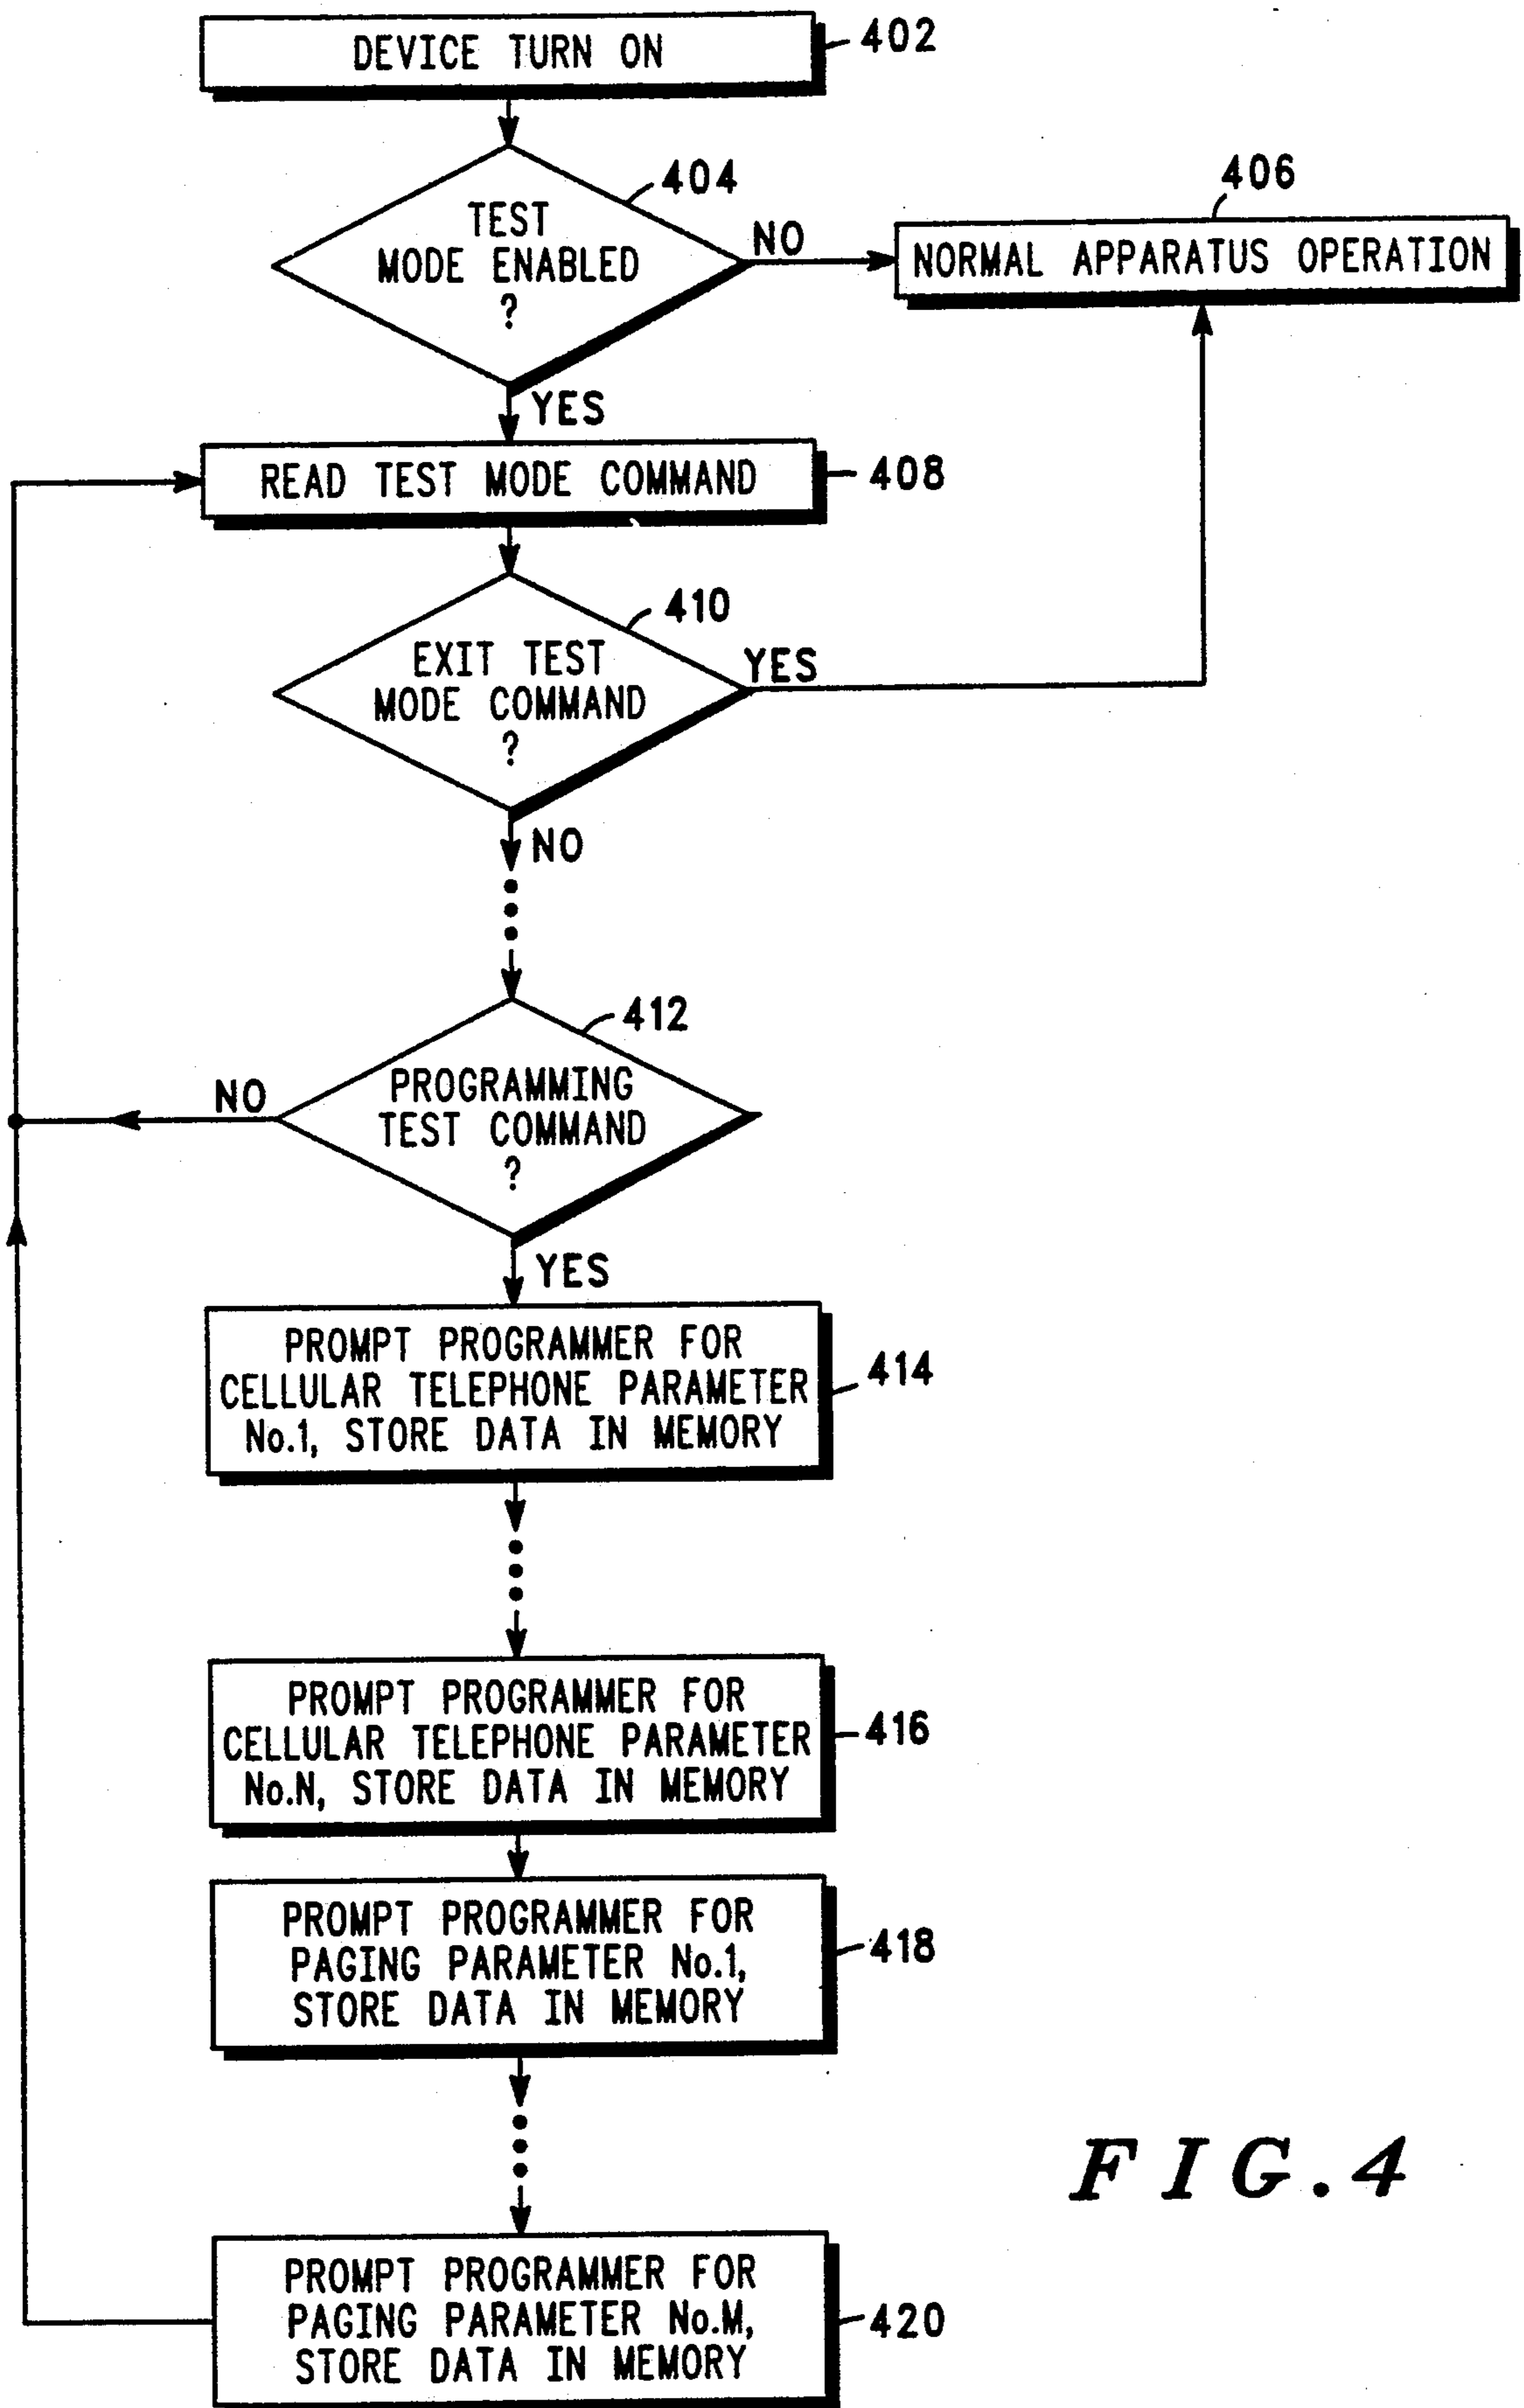 DEVICE TURN ON
402
404
TEST
MODE ENABLED
?
NO
406
NORMAL APPARATUS OPERATION
YES
READ TEST MODE COMMAND
408
410
EXIT TEST
MODE COMMAND
?
YES
NO
412
PROGRAMMING
TEST COMMAND
?
NO
YES
PROMPT PROGRAMMER FOR
CELLULAR TELEPHONE PARAMETER
No.1, STORE DATA IN MEMORY
414
PROMPT PROGRAMMER FOR
CELLULAR TELEPHONE PARAMETER
No.N, STORE DATA IN MEMORY
416
PROMPT PROGRAMMER FOR
PAGING PARAMETER No.1,
STORE DATA IN MEMORY
418
PROMPT PROGRAMMER FOR
PAGING PARAMETER No.M,
STORE DATA IN MEMORY
420
FIG.4